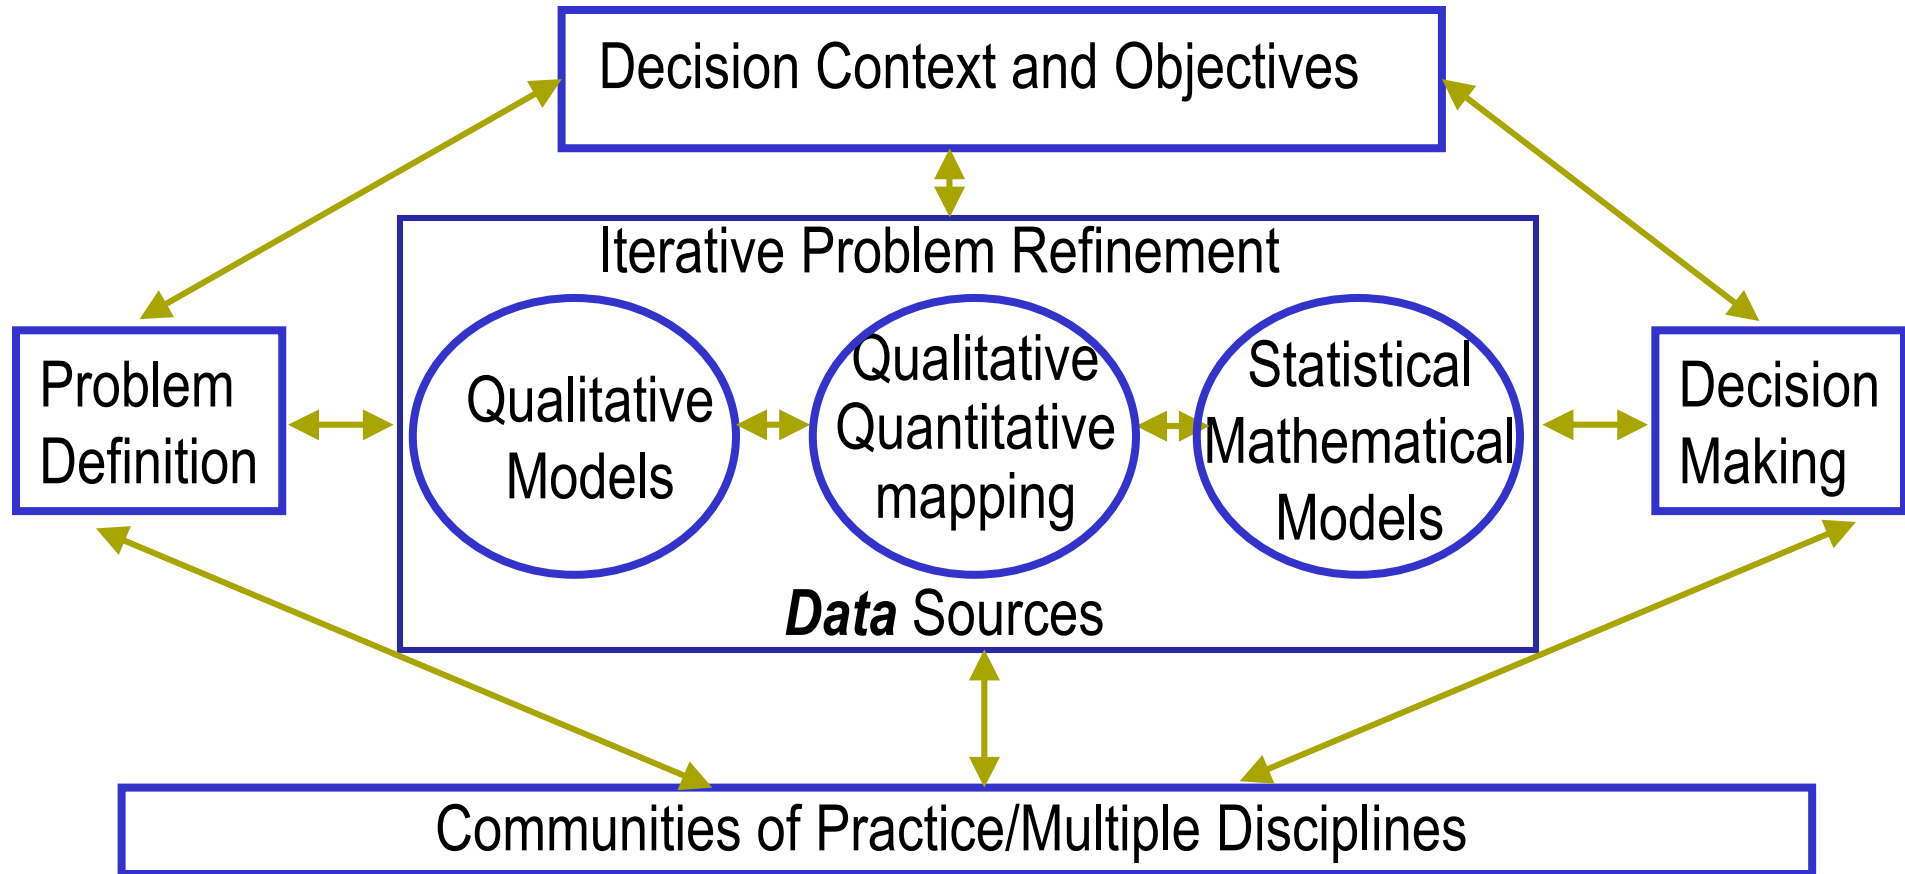 Decision Context and Objectives
Iterative Problem Refinement
Problem
Definition
Qualitative
Models
Qualitative
Quantitative
mapping
Statistical
Mathematical
Models
Decision
Making
Data Sources
Communities of Practice/Multiple Disciplines